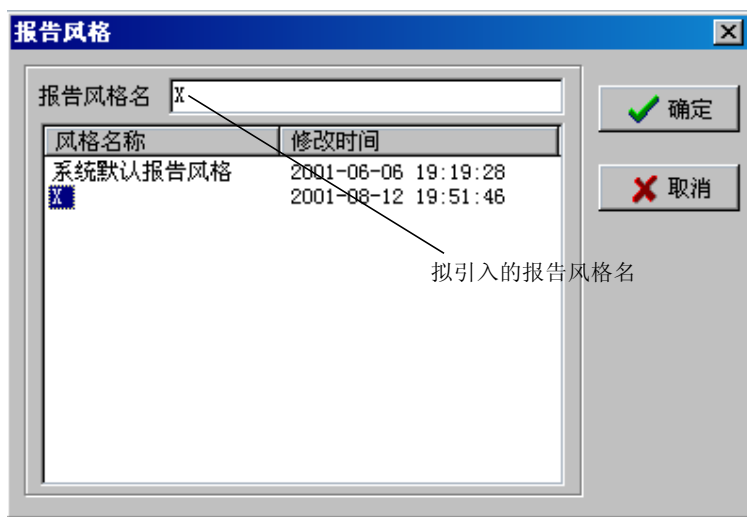 报告风格
报告风格名 X
确定
风格名称 修改时间
系统默认报告风格 2001-06-06 19:19:28
X 2001-08-12 19:51:46
取消
拟引入的报告风格名